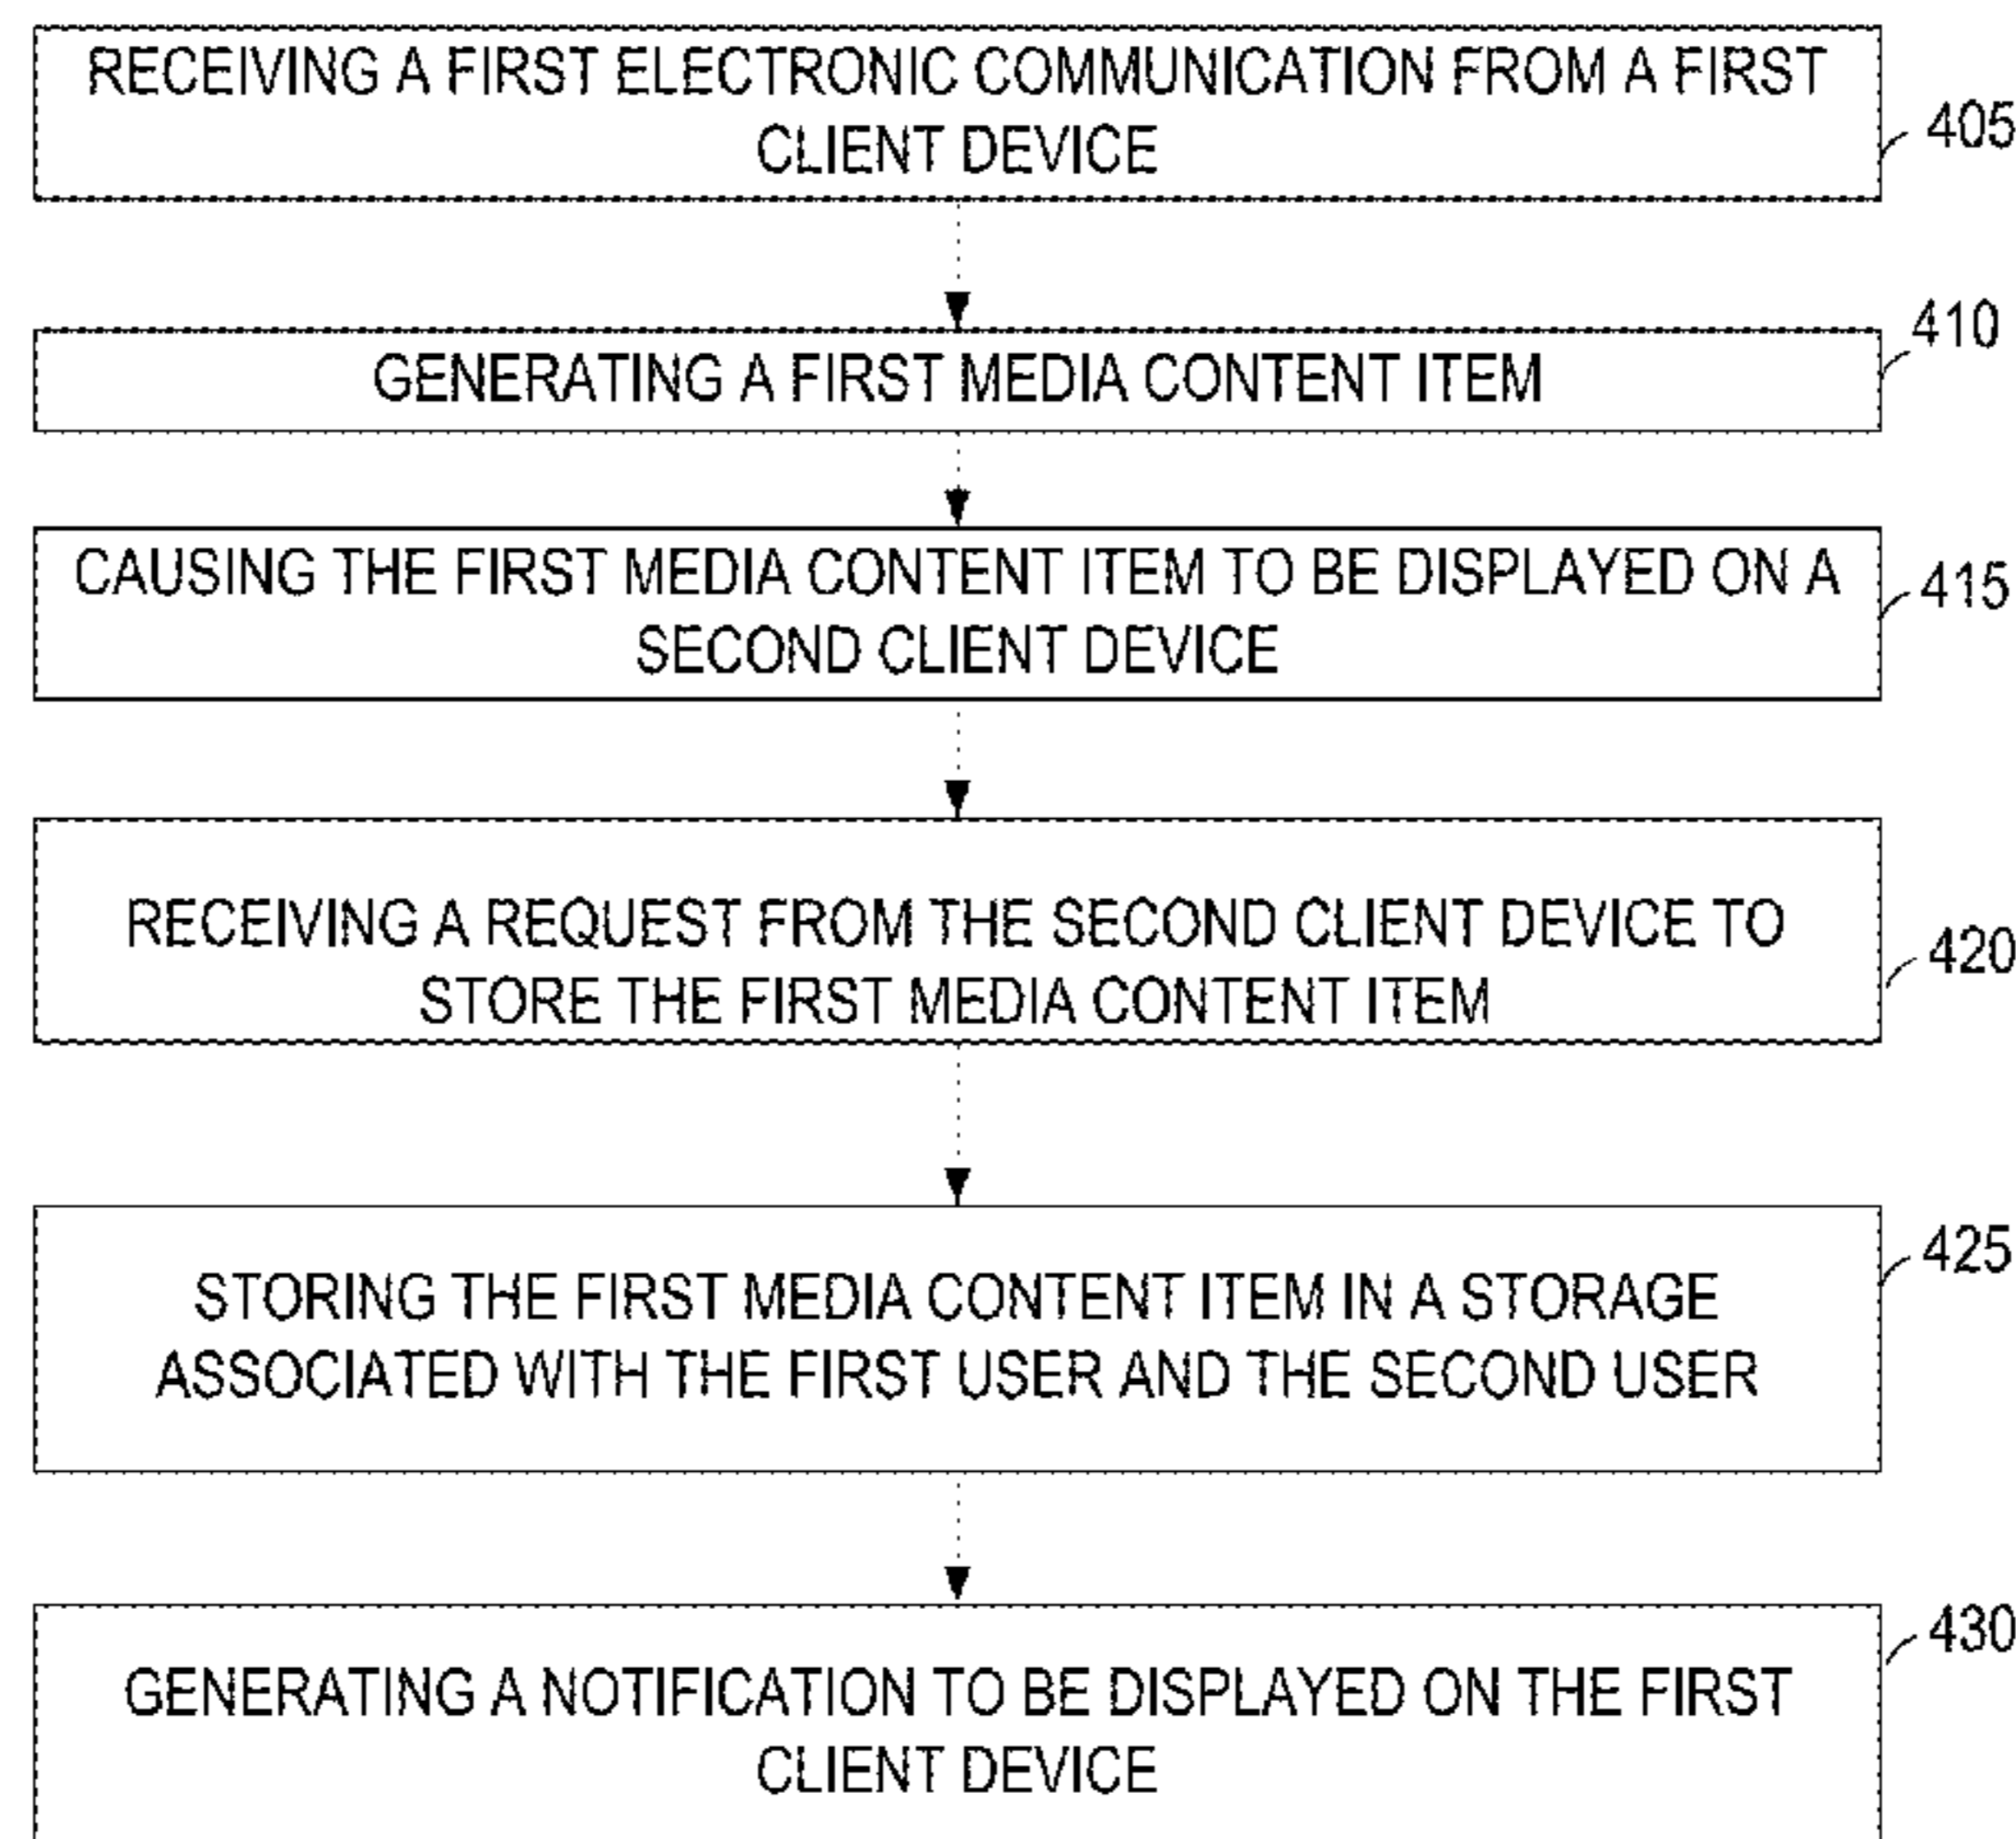 RECEIVING A FIRST ELECTRONIC COMMUNICATION FROM A FIRST
CLIENT DEVICE
405
GENERATING A FIRST MEDIA CONTENT ITEM
410
CAUSING THE FIRST MEDIA CONTENT ITEM TO BE DISPLAYED ON A
SECOND CLIENT DEVICE
415
RECEIVING A REQUEST FROM THE SECOND CLIENT DEVICE TO
STORE THE FIRST MEDIA CONTENT ITEM
420
STORING THE FIRST MEDIA CONTENT ITEM IN A STORAGE
ASSOCIATED WITH THE FIRST USER AND THE SECOND USER
425
GENERATING A NOTIFICATION TO BE DISPLAYED ON THE FIRST
CLIENT DEVICE
430